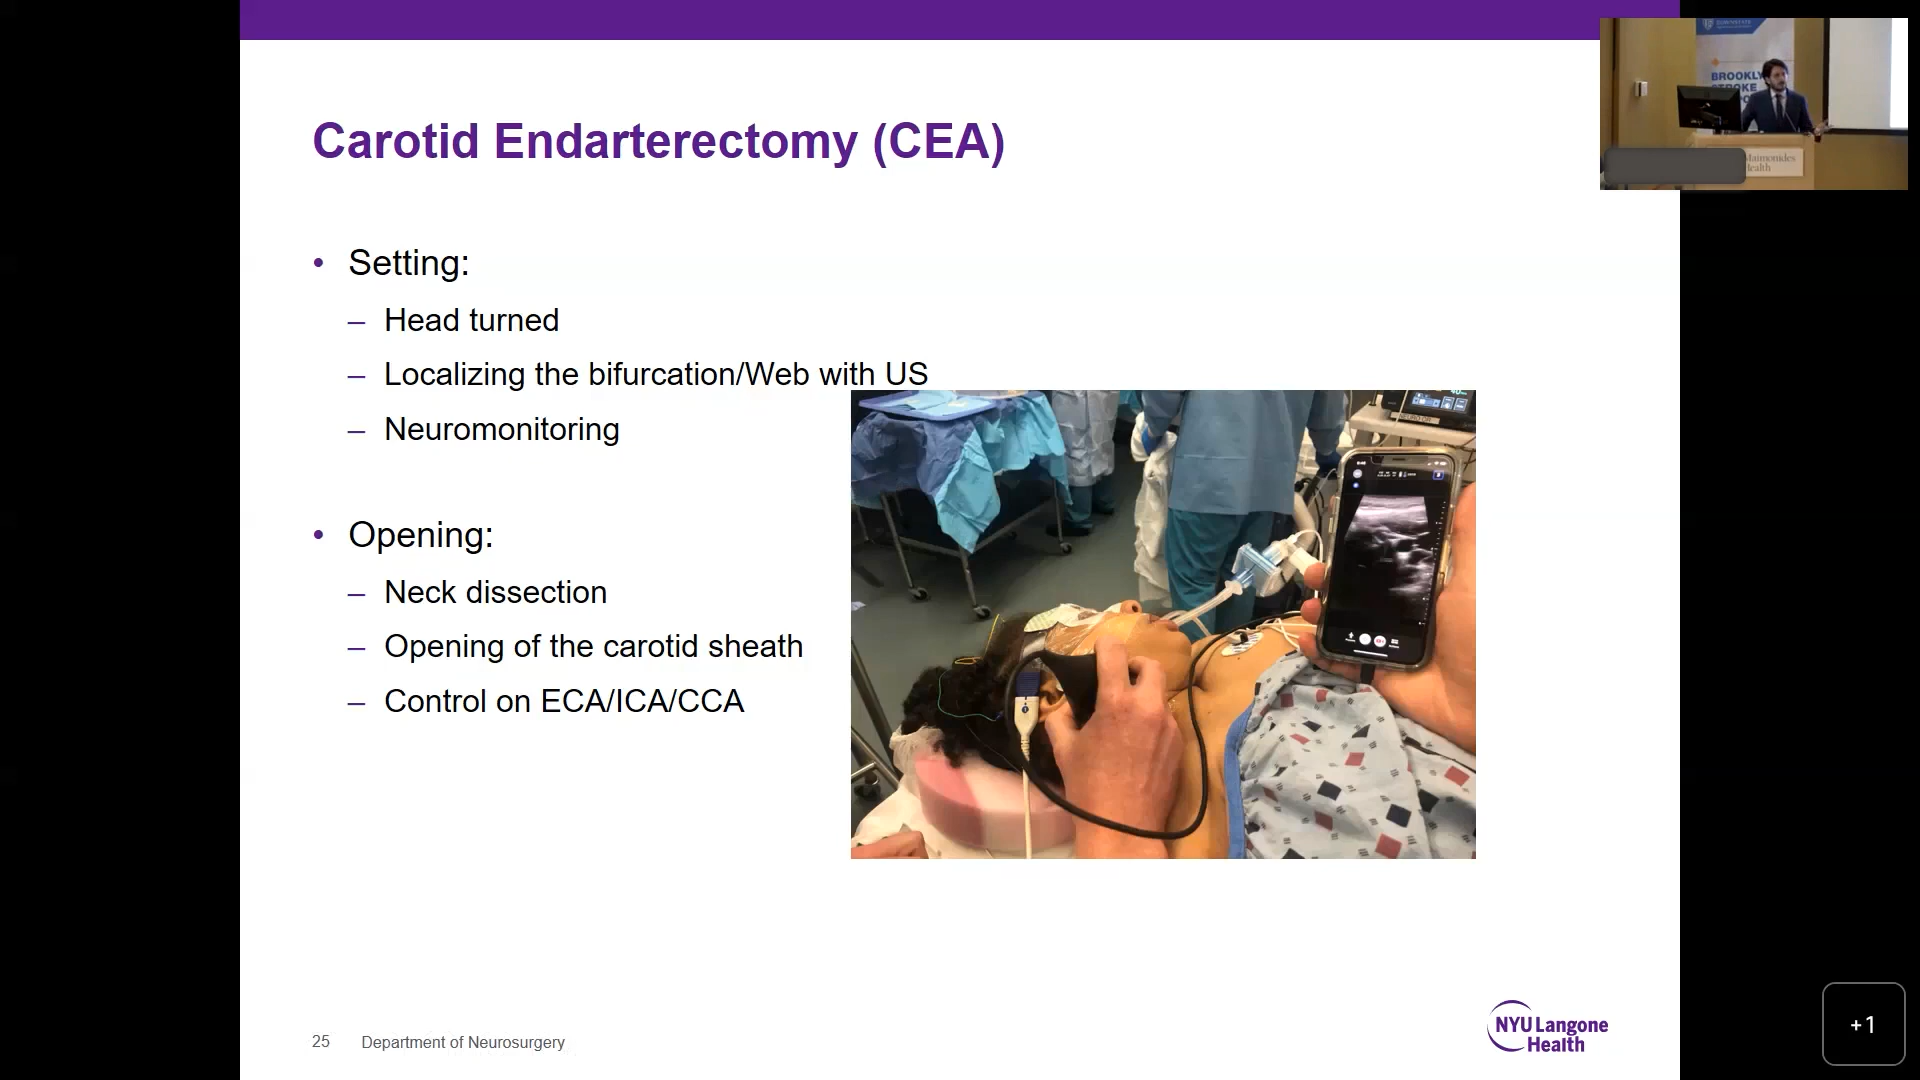 Carotid Endarterectomy (CEA)
• Setting:
– Head turned
– Localizing the bifurcation/Web with US
– Neuromonitoring
• Opening:
– Neck dissection
– Opening of the carotid sheath
– Control on ECA/ICA/CCA
25 Department of Neurosurgery
NYU Langone
Health
BROOKLY
Maimonides
Health
+1